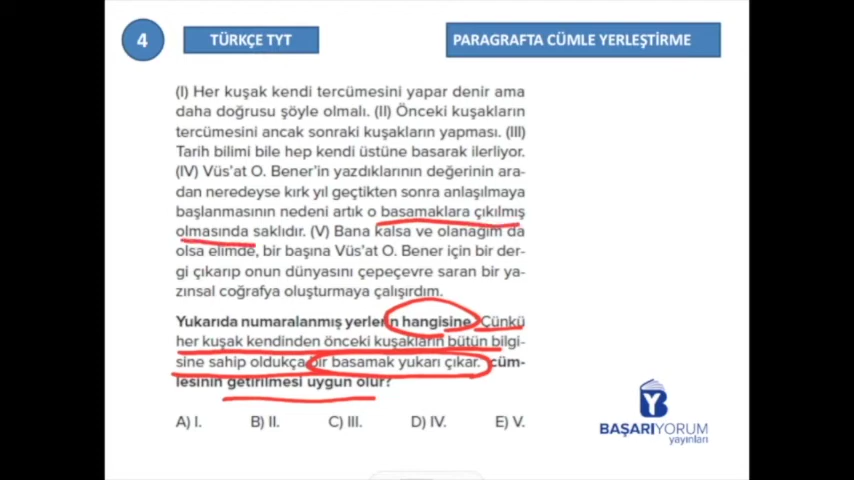 4
TÜRKÇE TYT
PARAGRAFTA CÜMLE YERLEŞTİRME
(I) Her kuşak kendi tercümesini yapar denir ama
daha doğrusu şöyle olmalı. (II) Önceki kuşakların
tercümesini ancak sonraki kuşakların yapması. (III)
Tarih bilimi bile hep kendi üstüne basarak ilerliyor.
(IV) Vüs'at O. Bener'in yazdıklarının değerinin ara-
dan neredeyse kırk yıl geçtikten sonra anlaşılmaya
başlanmasının nedeni artık o basamaklara çıkılmış
olmasında saklıdır. (V) Bana kalsa ve olanağım da
olsa elimde, bir başına Vüs'at O. Bener için bir der-
gi çıkarıp onun dünyasını çepeçevre saran bir ya-
zınsal coğrafya oluşturmaya çalışırdım.
Yukarıda numaralanmış yerlerin hangisine Çünkü
her kuşak kendinden önceki kuşakların bütün bilgi-
sine sahip oldukça bir basamak yukarı çıkar. cüm-
lesinin getirilmesi uygun olur?
A) I. B) II. C) III. D) IV. E) V.
BAŞARIYORUM
yayınları